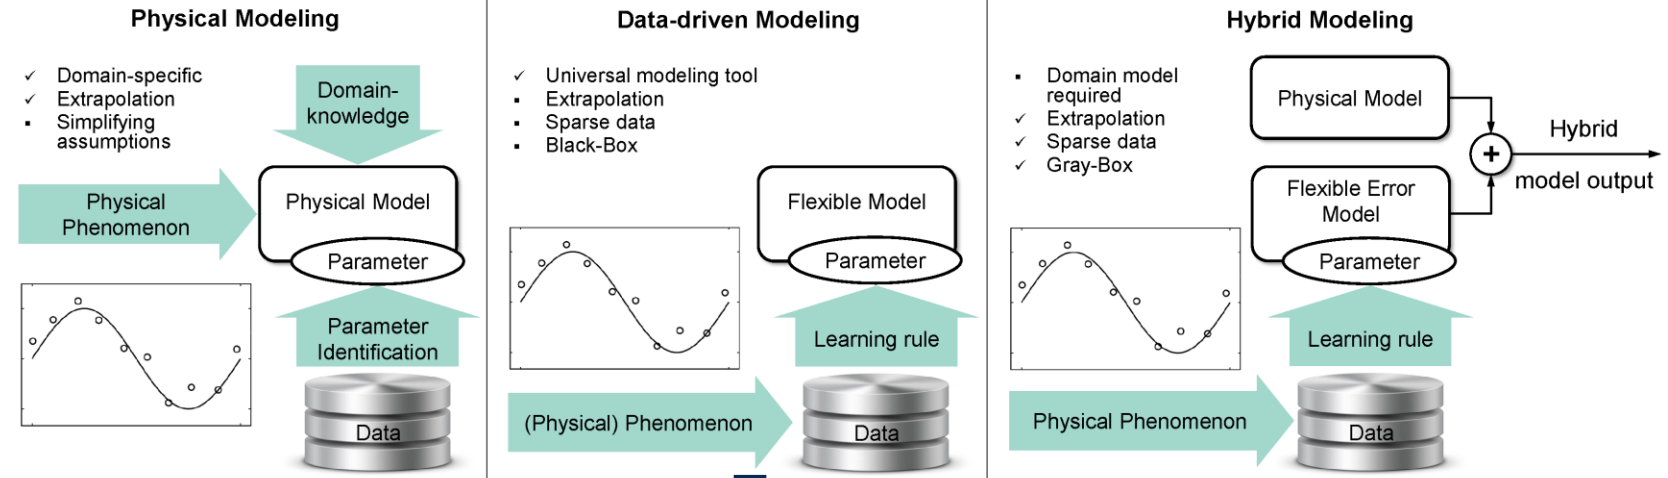 Physical Modeling
✓ Domain-specific
✓ Extrapolation
▪ Simplifying
assumptions
Domain-
knowledge
Physical
Phenomenon
Physical Model
Parameter
Parameter
Identification
Data
Data-driven Modeling
✓ Universal modeling tool
▪ Extrapolation
▪ Sparse data
▪ Black-Box
Flexible Model
Parameter
Learning rule
(Physical) Phenomenon
Data
Hybrid Modeling
▪ Domain model
required
✓ Extrapolation
✓ Sparse data
✓ Gray-Box
Physical Model
+
Hybrid
model output
Flexible Error
Model
Parameter
Learning rule
Physical Phenomenon
Data